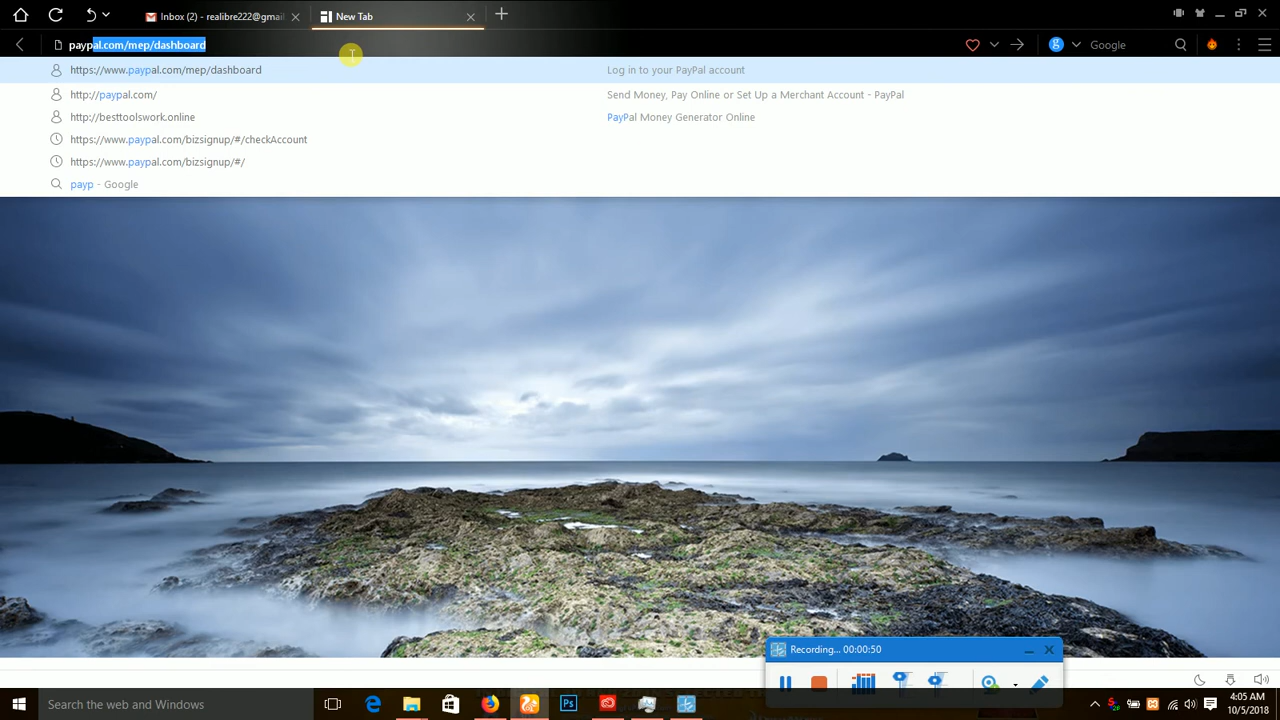 Inbox (2) - realibre222@gmail
New Tab
paypal.com/mep/dashboard
Google
https://www.paypal.com/mep/dashboard
Log in to your PayPal account
http://paypal.com/
Send Money, Pay Online or Set Up a Merchant Account - PayPal
http://besttoolswork.online
PayPal Money Generator Online
https://www.paypal.com/bizsignup/#/checkAccount
https://www.paypal.com/bizsignup/#/
payp - Google
Recording... 00:00:50
Search the web and Windows
Ps
4:05 AM
10/5/2018